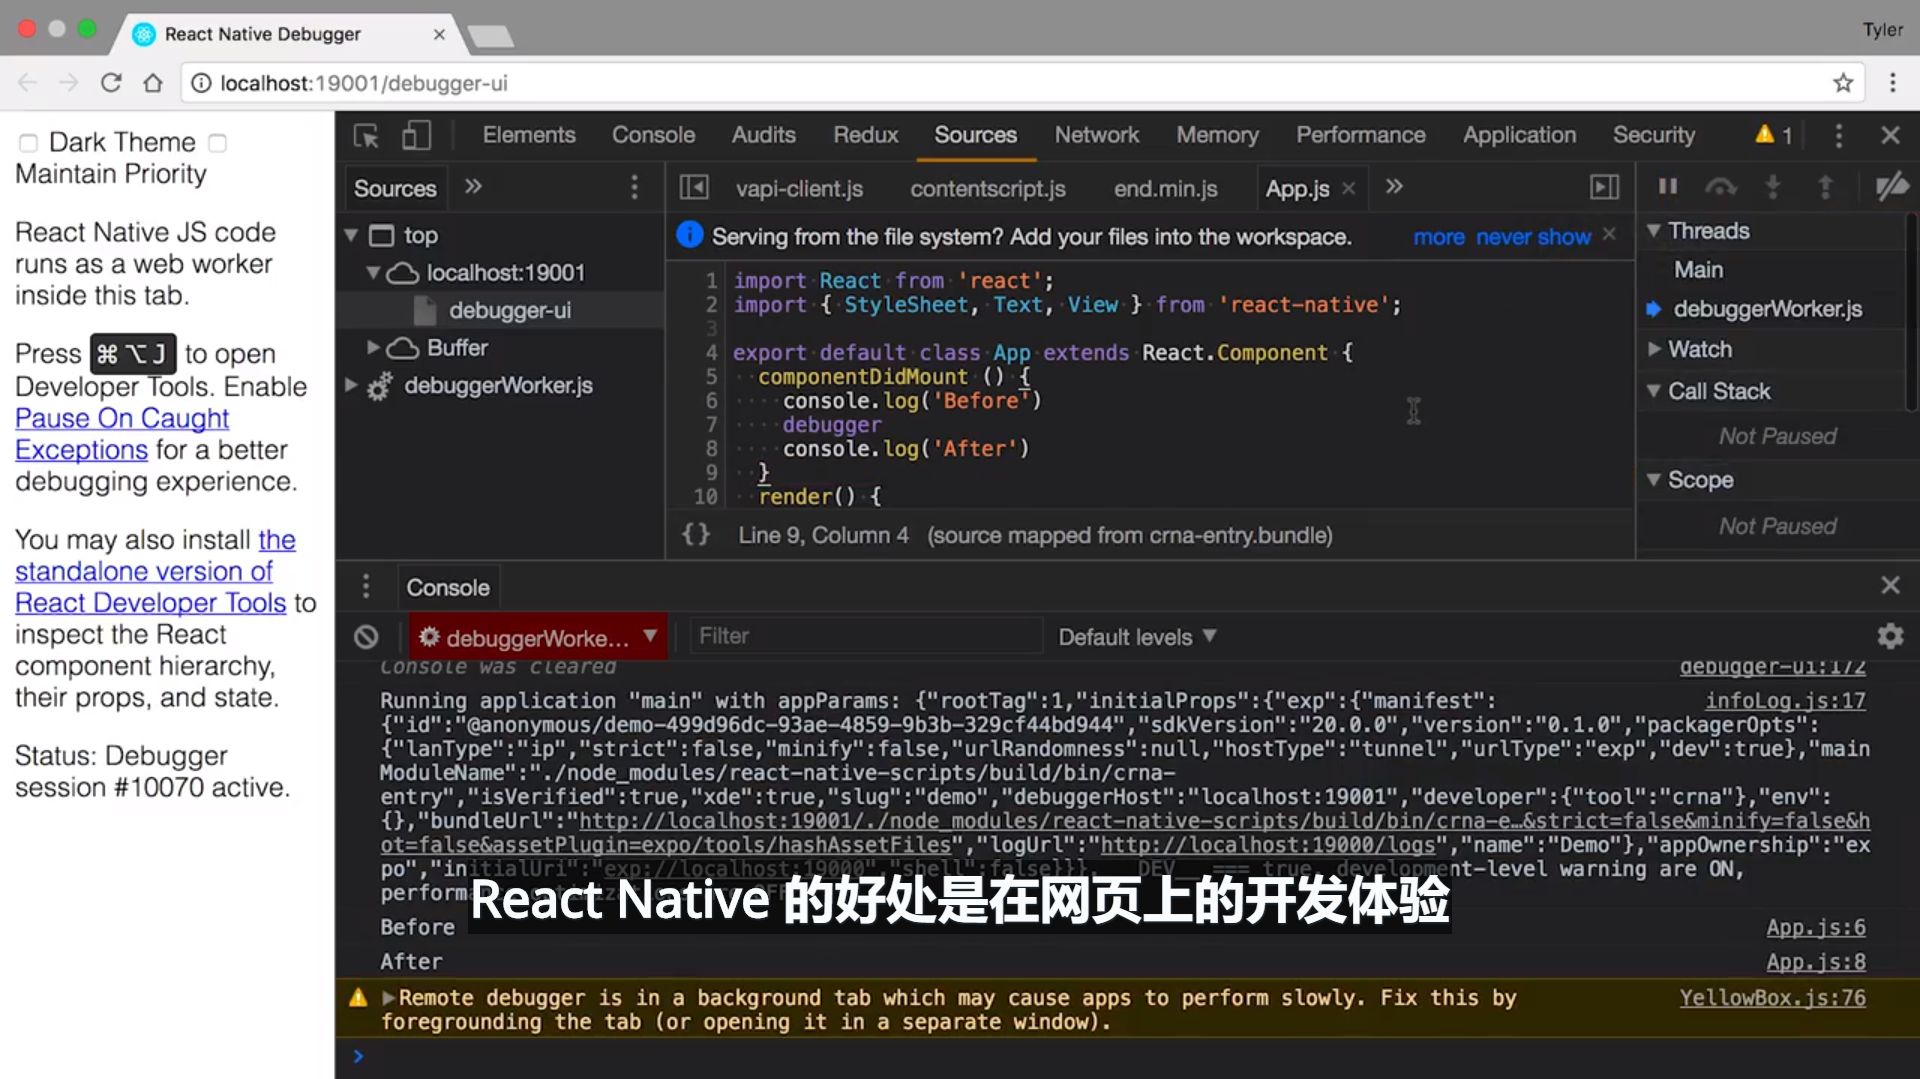 React Native Debugger
Tyler
localhost:19001/debugger-ui
Dark Theme
Maintain Priority
React Native JS code
runs as a web worker
inside this tab.
Press ⌘⌥J to open
Developer Tools. Enable
Pause On Caught
Exceptions for a better
debugging experience.
You may also install the
standalone version of
React Developer Tools to
inspect the React
component hierarchy,
their props, and state.
Status: Debugger
session #10070 active.
Elements Console Audits Redux Sources Network Memory Performance Application Security 1
Sources
top
localhost:19001
debugger-ui
Buffer
debuggerWorker.js
vapi-client.js contentscript.js end.min.js App.js
Serving from the file system? Add your files into the workspace. more never show
1 import React from 'react';
2 import { StyleSheet, Text, View } from 'react-native';
3
4 export default class App extends React.Component {
5 componentDidMount () {
6 console.log('Before')
7 debugger
8 console.log('After')
9 }
10 render() {
{} Line 9, Column 4 (source mapped from crna-entry.bundle)
Threads
Main
debuggerWorker.js
Watch
Call Stack
Not Paused
Scope
Not Paused
Console
debuggerWorke... Filter Default levels
Console was cleared debugger-ui:172
Running application "main" with appParams: {"rootTag":1,"initialProps":{"exp":{"manifest": infoLog.js:17
{"id":"@anonymous/demo-499d96dc-93ae-4859-9b3b-329cf44bd944","sdkVersion":"20.0.0","version":"0.1.0","packagerOpts":
{"lanType":"ip","strict":false,"minify":false,"urlRandomness":null,"hostType":"tunnel","urlType":"exp","dev":true},"main
ModuleName":"./node_modules/react-native-scripts/build/bin/crna-
entry","isVerified":true,"xde":true,"slug":"demo","debuggerHost":"localhost:19001","developer":{"tool":"crna"},"env":
{},"bundleUrl":"http://localhost:19001/./node_modules/react-native-scripts/build/bin/crna-e…&strict=false&minify=false&h
ot=false&assetPlugin=expo/tools/hashAssetFiles","logUrl":"http://localhost:19000/logs","name":"Demo"},"appOwnership":"ex
po","initialUri":"exp://localhost:19000","shell":false}}}. DEV === true, development-level warning are ON,
React Native 的好处是在网页上的开发体验
Before App.js:6
After App.js:8
Remote debugger is in a background tab which may cause apps to perform slowly. Fix this by YellowBox.js:76
foregrounding the tab (or opening it in a separate window).